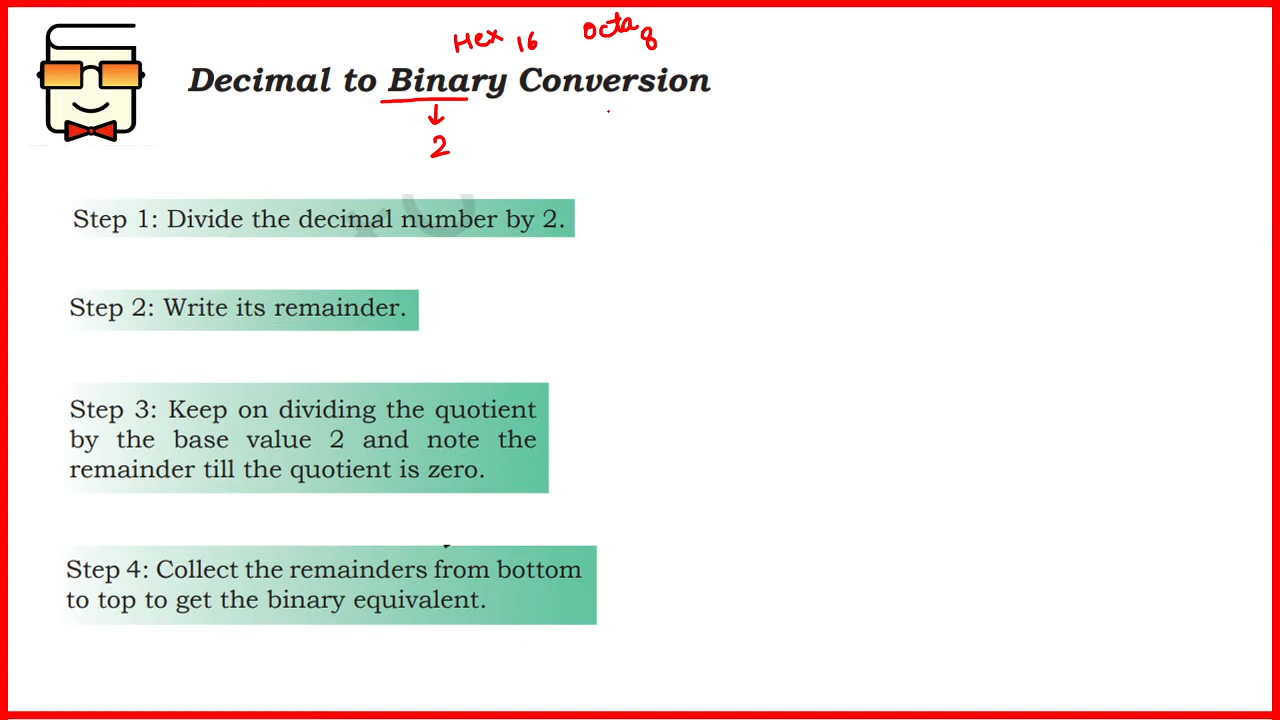 Hex 16 Octa 8
Decimal to Binary Conversion
2
Step 1: Divide the decimal number by 2.
Step 2: Write its remainder.
Step 3: Keep on dividing the quotient
by the base value 2 and note the
remainder till the quotient is zero.
Step 4: Collect the remainders from bottom
to top to get the binary equivalent.